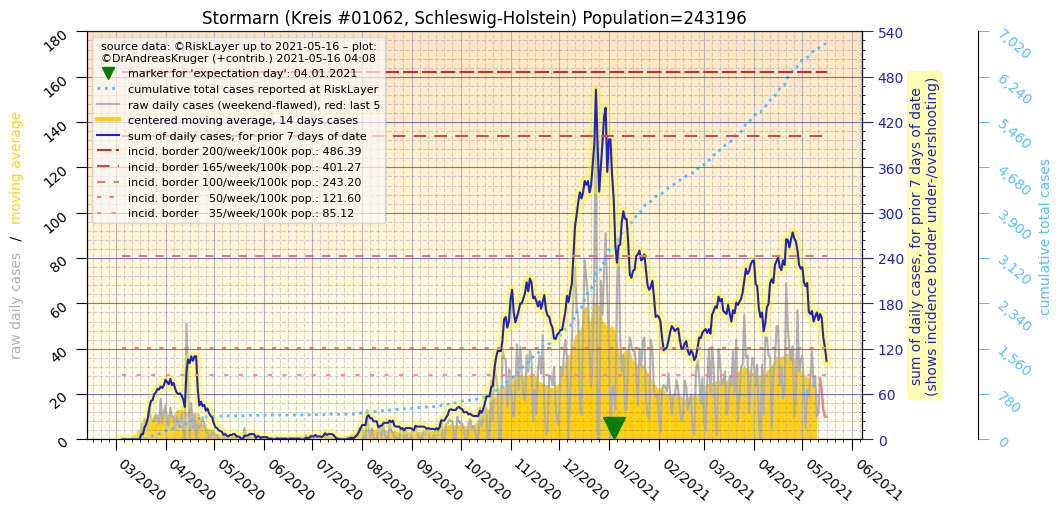 Stormarn (Kreis #01062, Schleswig-Holstein) Population=243196
source data: ©RiskLayer up to 2021-05-16 – plot:
©DrAndreasKruger (+contrib.) 2021-05-16 04:08
marker for 'expectation day': 04.01.2021
cumulative total cases reported at RiskLayer
raw daily cases (weekend-flawed), red: last 5
centered moving average, 14 days cases
sum of daily cases, for prior 7 days of date
incid. border 200/week/100k pop.: 486.39
incid. border 165/week/100k pop.: 401.27
incid. border 100/week/100k pop.: 243.20
incid. border 50/week/100k pop.: 121.60
incid. border 35/week/100k pop.: 85.12
raw daily cases / moving average
180
160
140
120
100
80
60
40
20
0
03/2020
04/2020
05/2020
06/2020
07/2020
08/2020
09/2020
10/2020
11/2020
12/2020
01/2021
02/2021
03/2021
04/2021
05/2021
06/2021
540
480
420
360
300
240
180
120
60
0
sum of daily cases, for prior 7 days of date
(shows incidence border under-/overshooting)
7,020
6,240
5,460
4,680
3,900
3,120
2,340
1,560
780
0
cumulative total cases